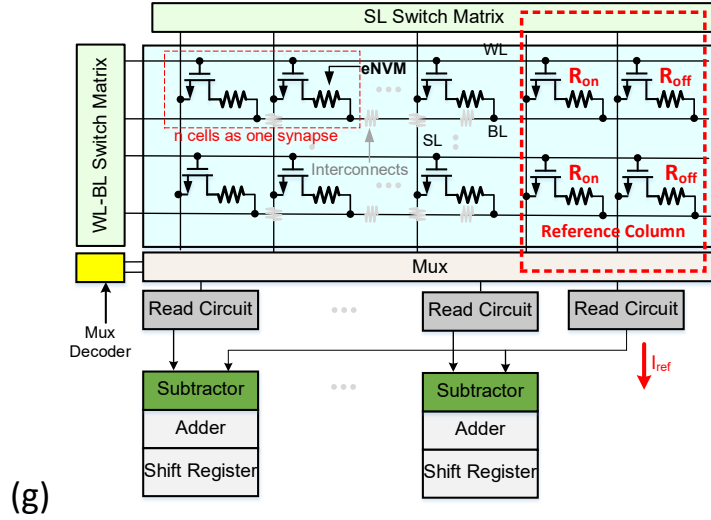 SL Switch Matrix
WL-BL Switch Matrix
WL
eNVM
Ron
Roff
n cells as one synapse
BL
SL
Interconnects
Ron
Roff
Reference Column
Mux
Mux
Decoder
Read Circuit
Read Circuit
Read Circuit
Iref
Subtractor
Subtractor
Adder
Adder
Shift Register
Shift Register
(g)